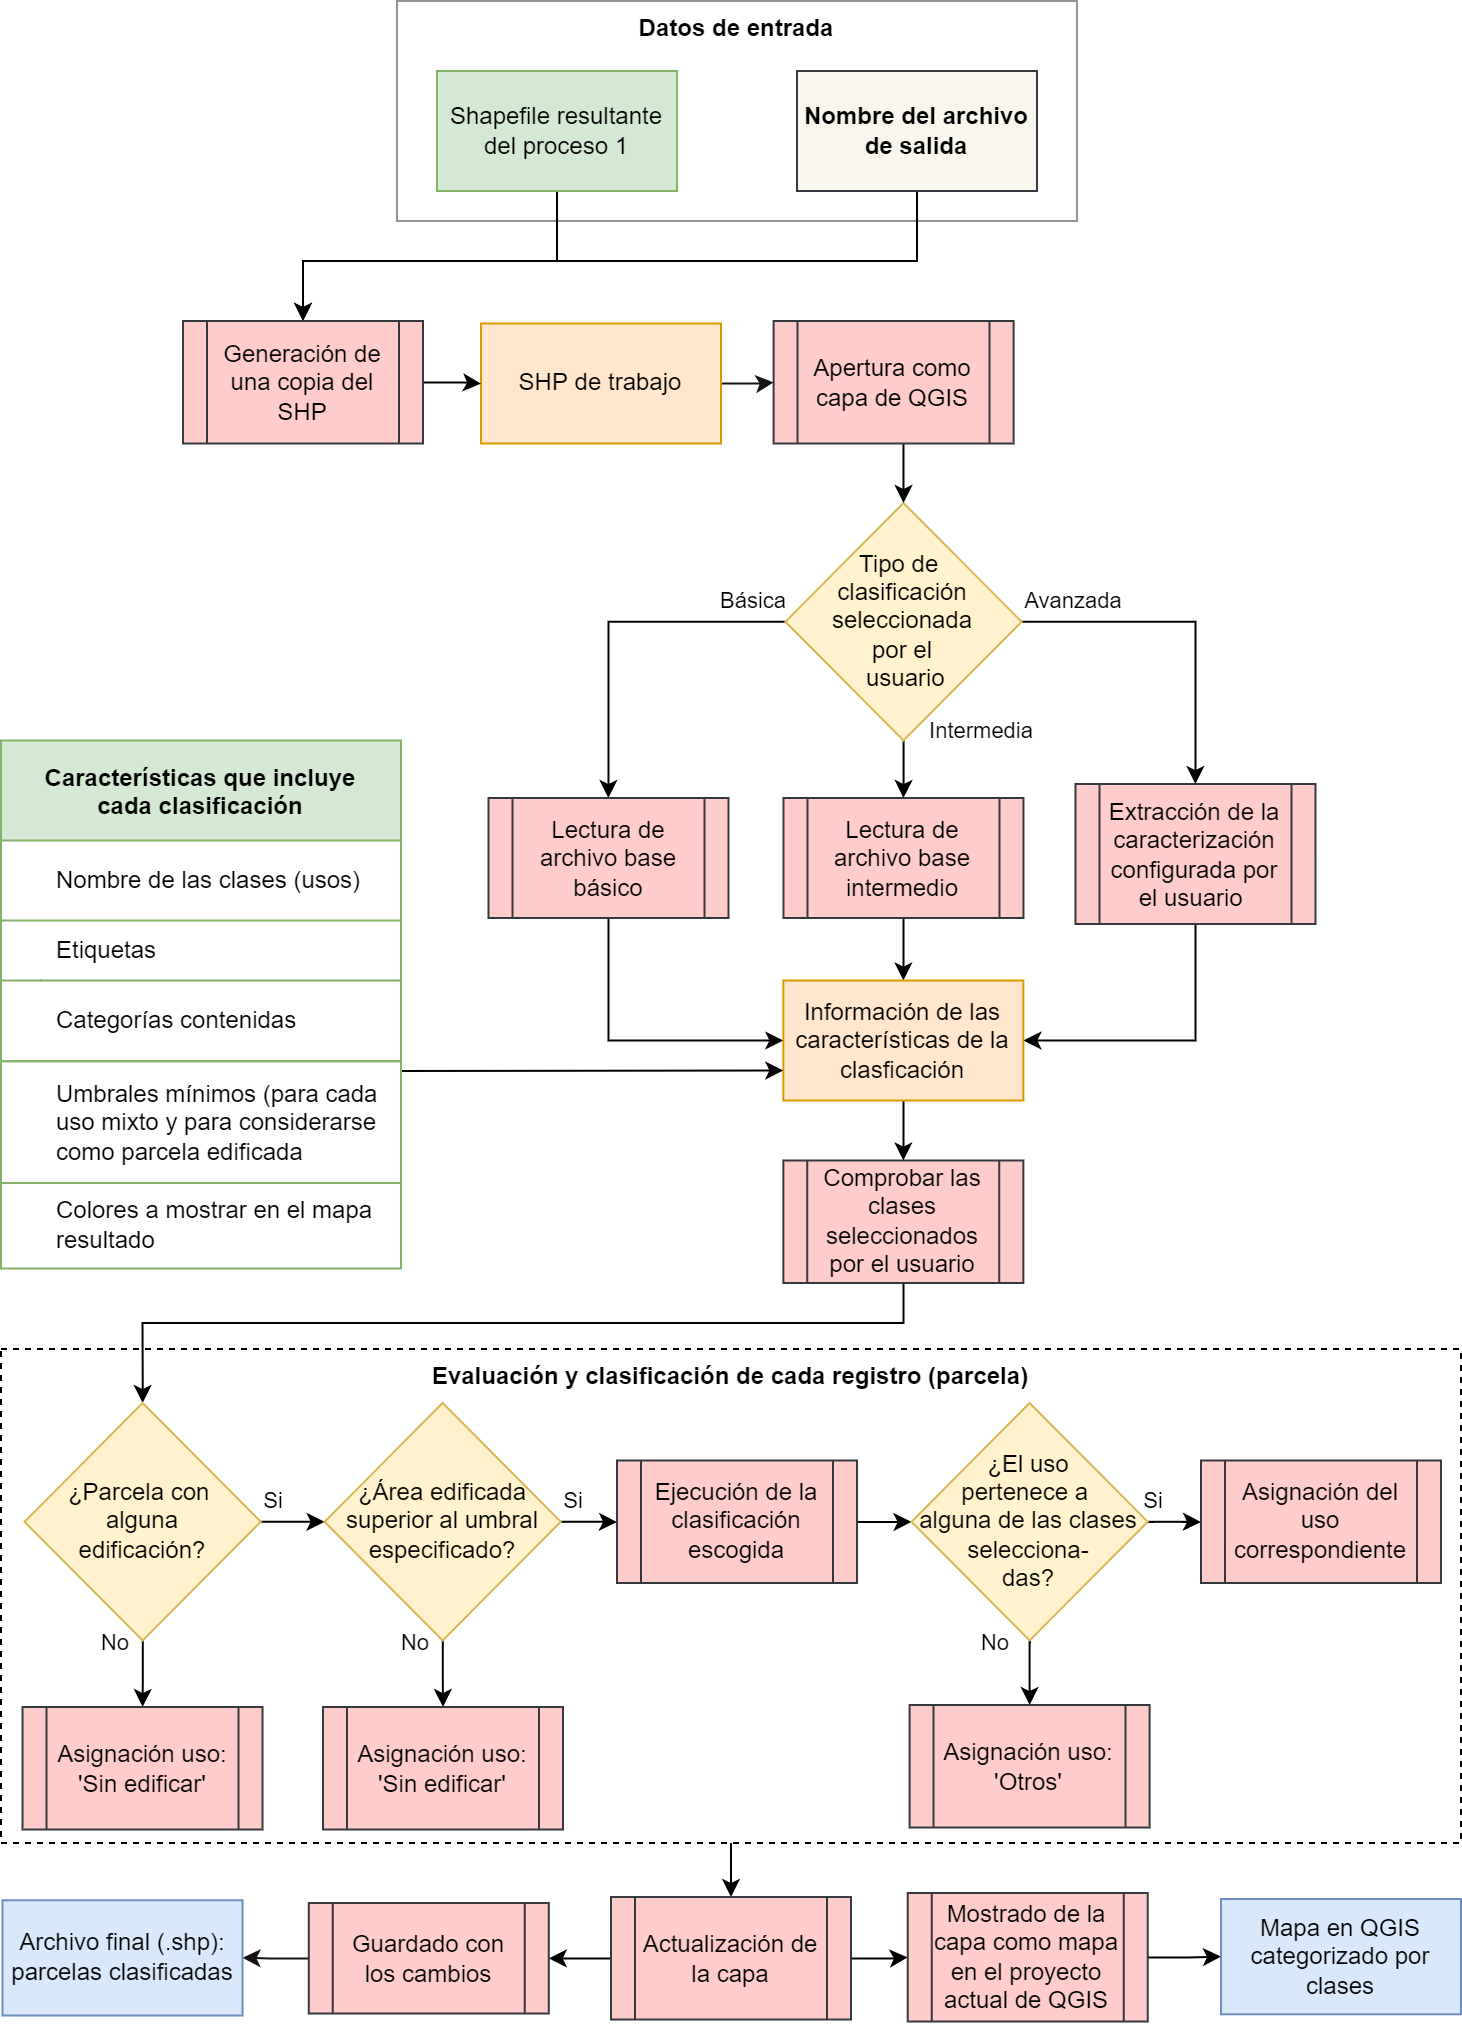 Datos de entrada
Shapefile resultante
del proceso 1
Nombre del archivo
de salida
Generación de
una copia del
SHP
SHP de trabajo
Apertura como
capa de QGIS
Tipo de
clasificación
seleccionada
por el
usuario
Básica
Avanzada
Intermedia
Características que incluye
cada clasificación
Nombre de las clases (usos)
Etiquetas
Categorías contenidas
Umbrales mínimos (para cada
uso mixto y para considerarse
como parcela edificada
Colores a mostrar en el mapa
resultado
Lectura de
archivo base
básico
Lectura de
archivo base
intermedio
Extracción de la
caracterización
configurada por
el usuario
Información de las
características de la
clasficación
Comprobar las
clases
seleccionados
por el usuario
Evaluación y clasificación de cada registro (parcela)
¿Parcela con
alguna
edificación?
Si
¿Área edificada
superior al umbral
especificado?
Si
Ejecución de la
clasificación
escogida
¿El uso
pertenece a
alguna de las clases
selecciona-
das?
Si
Asignación del
uso
correspondiente
No
No
No
Asignación uso:
'Sin edificar'
Asignación uso:
'Sin edificar'
Asignación uso:
'Otros'
Archivo final (.shp):
parcelas clasificadas
Guardado con
los cambios
Actualización de
la capa
Mostrado de la
capa como mapa
en el proyecto
actual de QGIS
Mapa en QGIS
categorizado por
clases